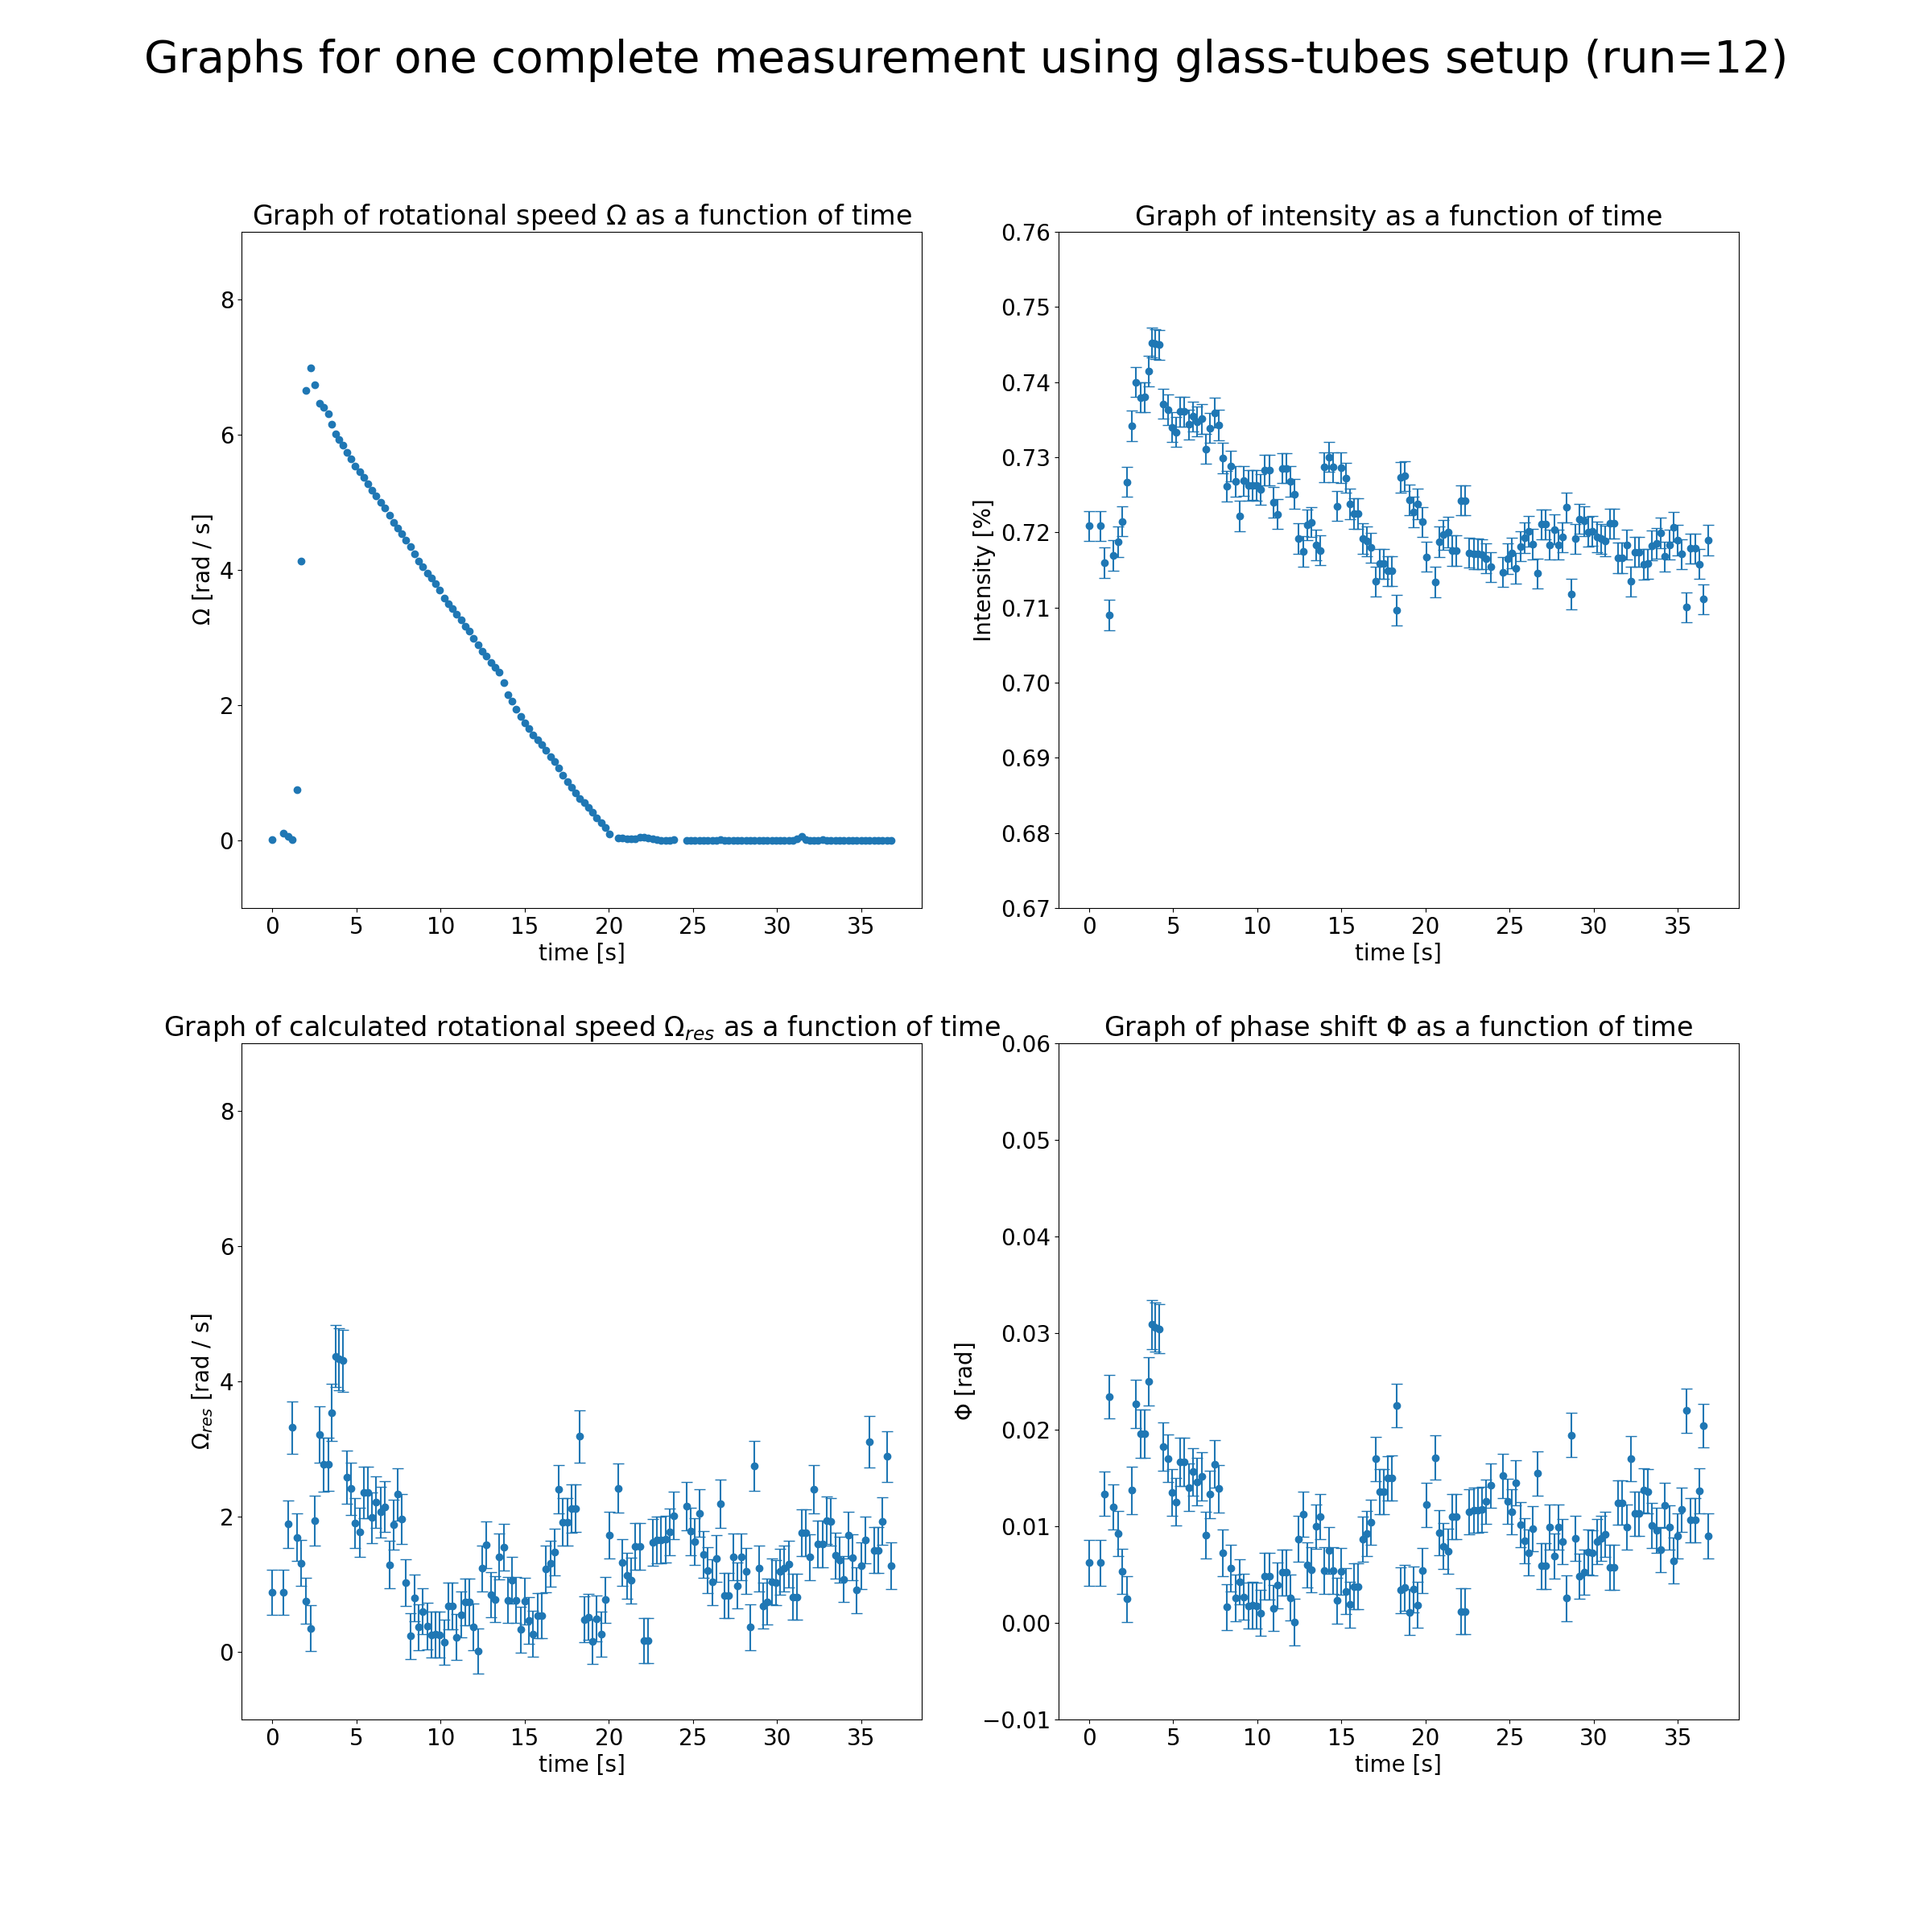 Graphs for one complete measurement using glass-tubes setup (run=12)
Graph of rotational speed Ω as a function of time
8
6
4
2
0
Ω [rad / s]
0 5 10 15 20 25 30 35
time [s]
Graph of intensity as a function of time
0.76
0.75
0.74
0.73
0.72
0.71
0.70
0.69
0.68
0.67
Intensity [%]
0 5 10 15 20 25 30 35
time [s]
Graph of calculated rotational speed Ωres as a function of time
8
6
4
2
0
Ωres [rad / s]
0 5 10 15 20 25 30 35
time [s]
Graph of phase shift Φ as a function of time
0.06
0.05
0.04
0.03
0.02
0.01
0.00
−0.01
Φ [rad]
0 5 10 15 20 25 30 35
time [s]